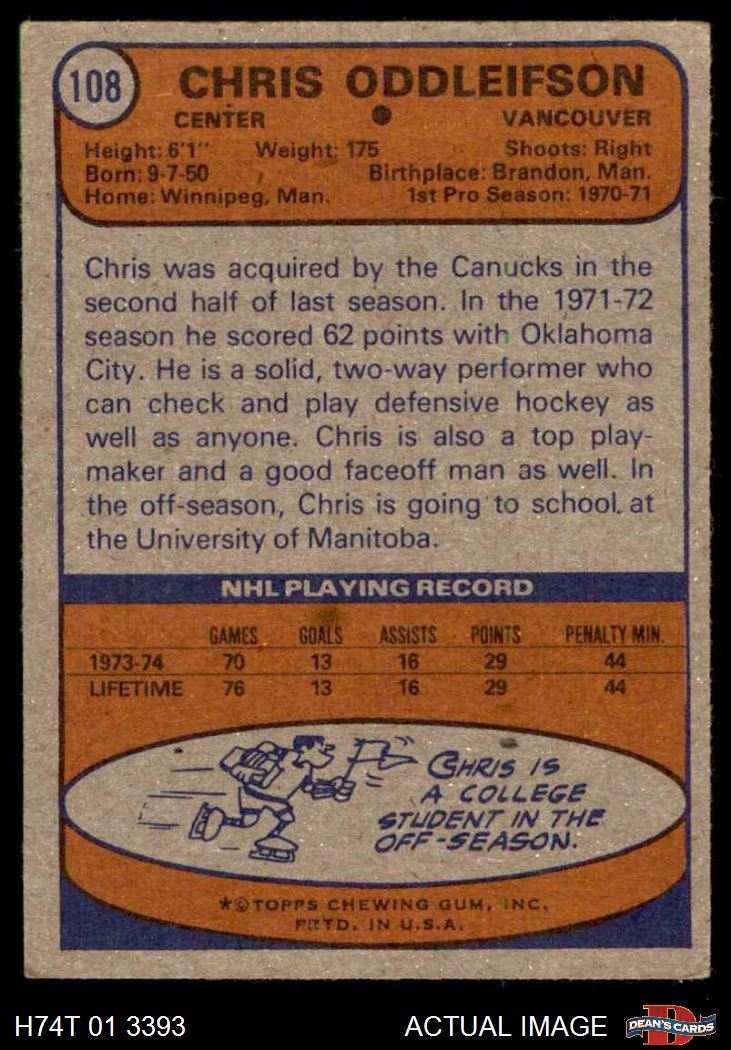 108
CHRIS ODDLEIFSON
CENTER VANCOUVER
Height: 6'1" Weight: 175 Shoots: Right
Born: 9-7-50 Birthplace: Brandon, Man.
Home: Winnipeg, Man. 1st Pro Season: 1970-71
Chris was acquired by the Canucks in the
second half of last season. In the 1971-72
season he scored 62 points with Oklahoma
City. He is a solid, two-way performer who
can check and play defensive hockey as
well as anyone. Chris is also a top play-
maker and a good faceoff man as well. In
the off-season, Chris is going to school at
the University of Manitoba.
NHL PLAYING RECORD
GAMES GOALS ASSISTS POINTS PENALTY MIN.
1973-74 70 13 16 29 44
LIFETIME 76 13 16 29 44
CHRIS IS
A COLLEGE
STUDENT IN THE
OFF-SEASON.
*©TOPPS CHEWING GUM, INC.
PRTD. IN U.S.A.
H74T 01 3393 ACTUAL IMAGE DEAN'S CARDS